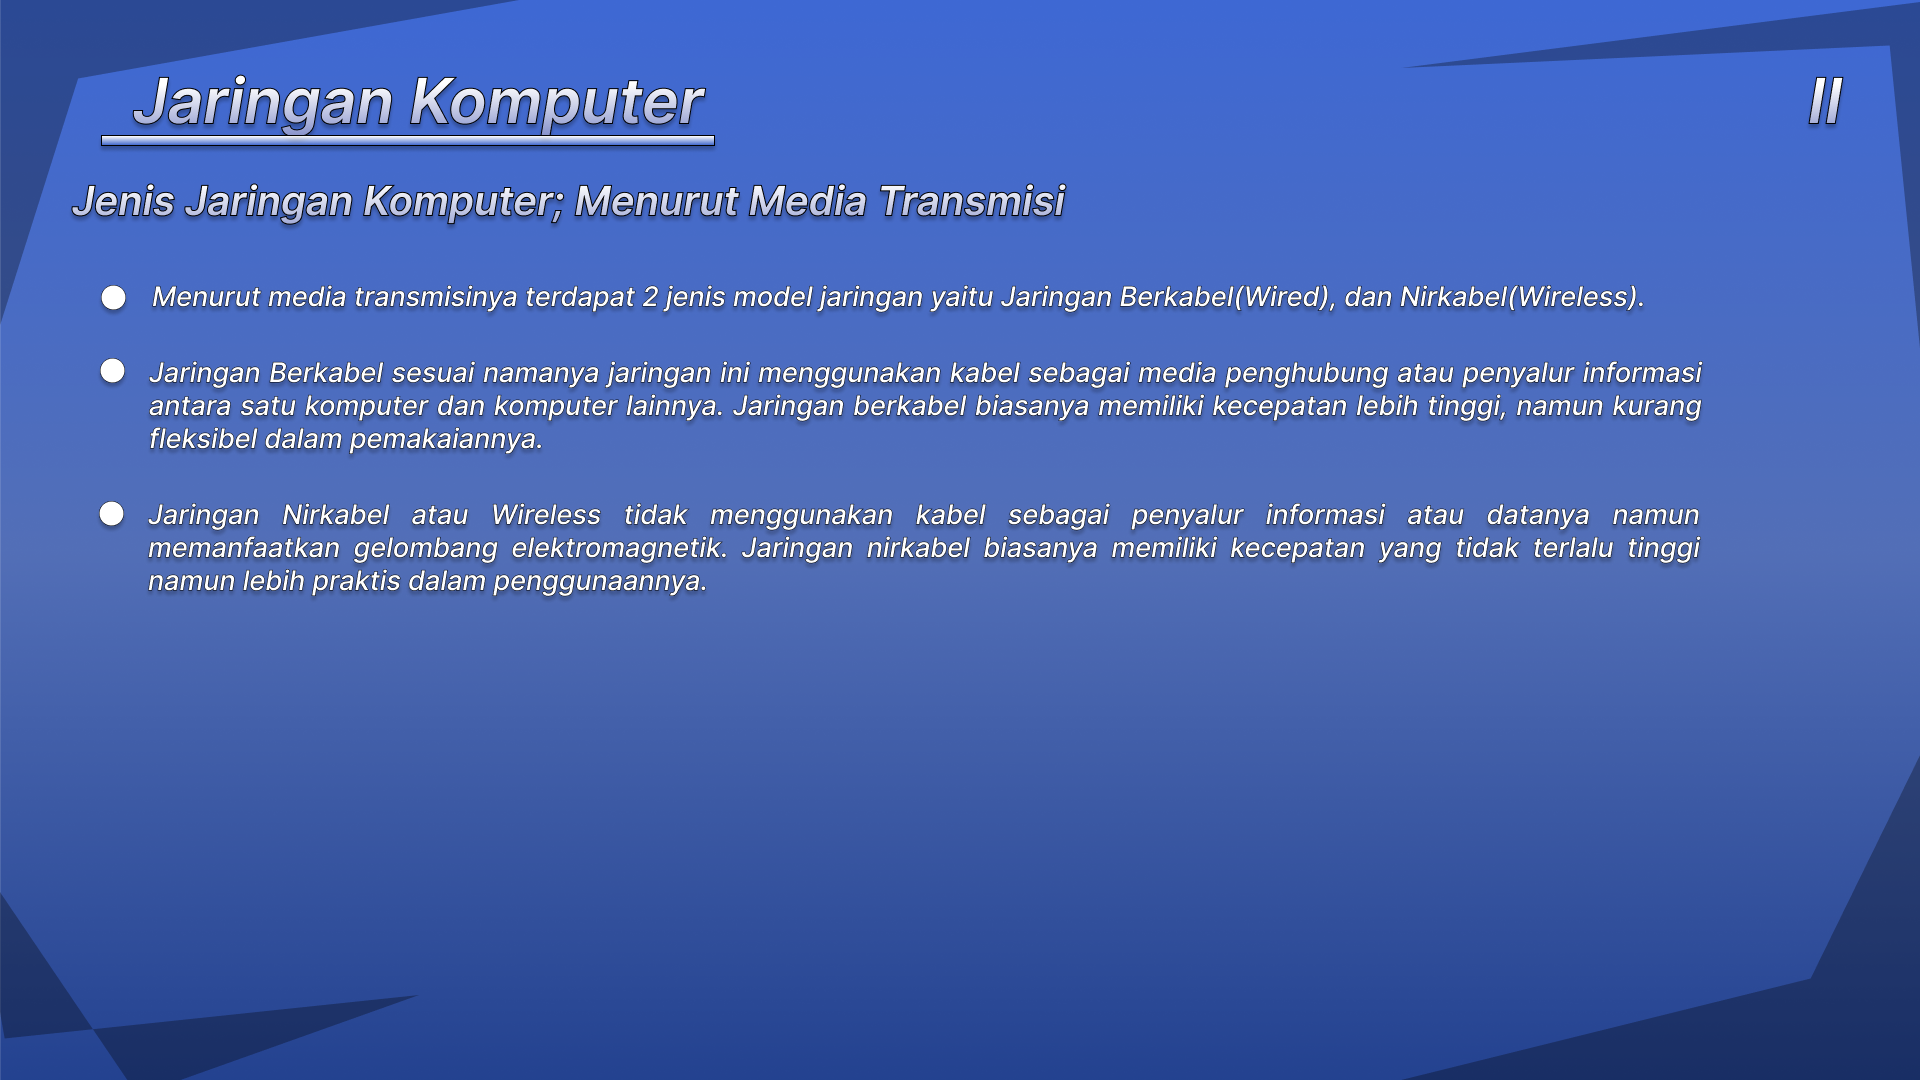 Jaringan Komputer
II
Jenis Jaringan Komputer; Menurut Media Transmisi
Menurut media transmisinya terdapat 2 jenis model jaringan yaitu Jaringan Berkabel(Wired), dan Nirkabel(Wireless).
Jaringan Berkabel sesuai namanya jaringan ini menggunakan kabel sebagai media penghubung atau penyalur informasi
antara satu komputer dan komputer lainnya. Jaringan berkabel biasanya memiliki kecepatan lebih tinggi, namun kurang
fleksibel dalam pemakaiannya.
Jaringan Nirkabel atau Wireless tidak menggunakan kabel sebagai penyalur informasi atau datanya namun
memanfaatkan gelombang elektromagnetik. Jaringan nirkabel biasanya memiliki kecepatan yang tidak terlalu tinggi
namun lebih praktis dalam penggunaannya.